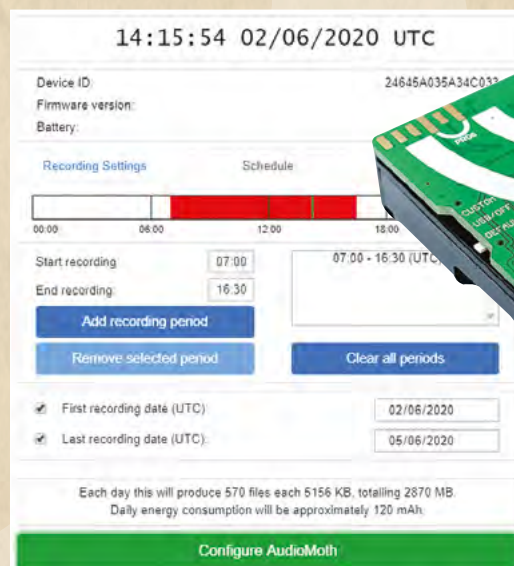 14:15:54 02/06/2020 UTC
Device ID: 24645A035A34C033
Firmware version:
Battery:
Recording Settings Schedule
00:00 06:00 12:00 18:00
Start recording 07:00
07:00 - 16:30 (UTC)
End recording: 16:30
Add recording period
Remove selected period Clear all periods
First recording date (UTC): 02/06/2020
Last recording date (UTC): 05/06/2020
Each day this will produce 570 files each 5156 KB, totalling 2870 MB.
Daily energy consumption will be approximately 120 mAh.
Configure AudioMoth
CUSTOM
USB/OFF
DEFAULT